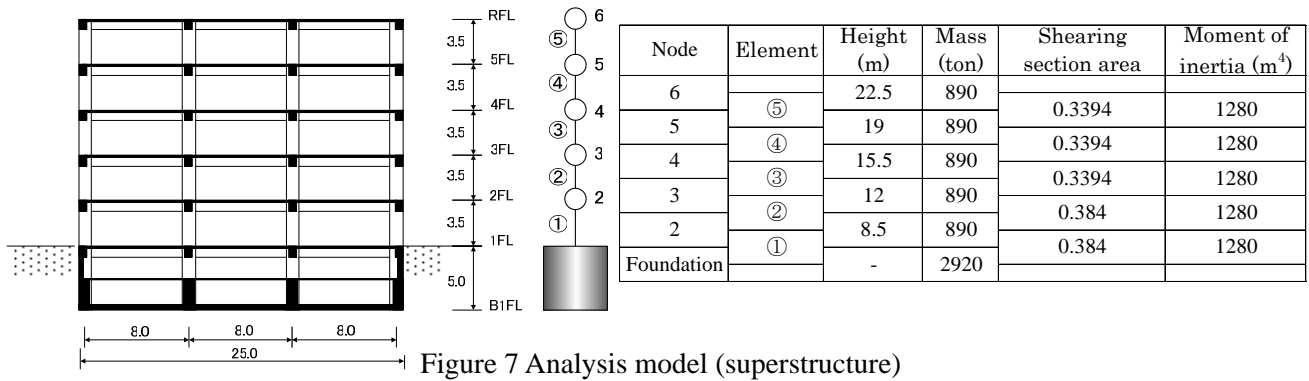 RFL
3.5
5FL
3.5
4FL
3.5
3FL
3.5
2FL
3.5
1FL
5.0
B1FL
8.0 8.0 8.0
25.0
6
⑤
5
④
4
③
3
②
2
①
Node Element Height (m) Mass (ton) Shearing section area Moment of inertia (m⁴)
6 22.5 890
⑤ 0.3394 1280
5 19 890
④ 0.3394 1280
4 15.5 890
③ 0.3394 1280
3 12 890
② 0.384 1280
2 8.5 890
① 0.384 1280
Foundation - 2920
Figure 7 Analysis model (superstructure)